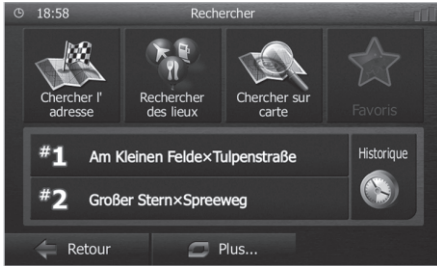 18:58 Rechercher
Chercher l'
adresse
Rechercher
des lieux
Chercher sur
carte
Favoris
#1 Am Kleinen Felde×Tulpenstraße
Historique
#2 Großer Stern×Spreeweg
Retour Plus...